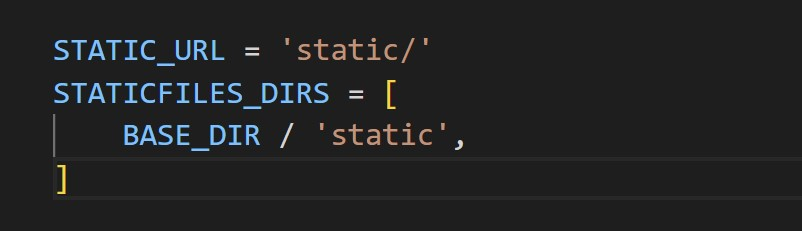 STATIC_URL = 'static/'
STATICFILES_DIRS = [
    BASE_DIR / 'static',
]